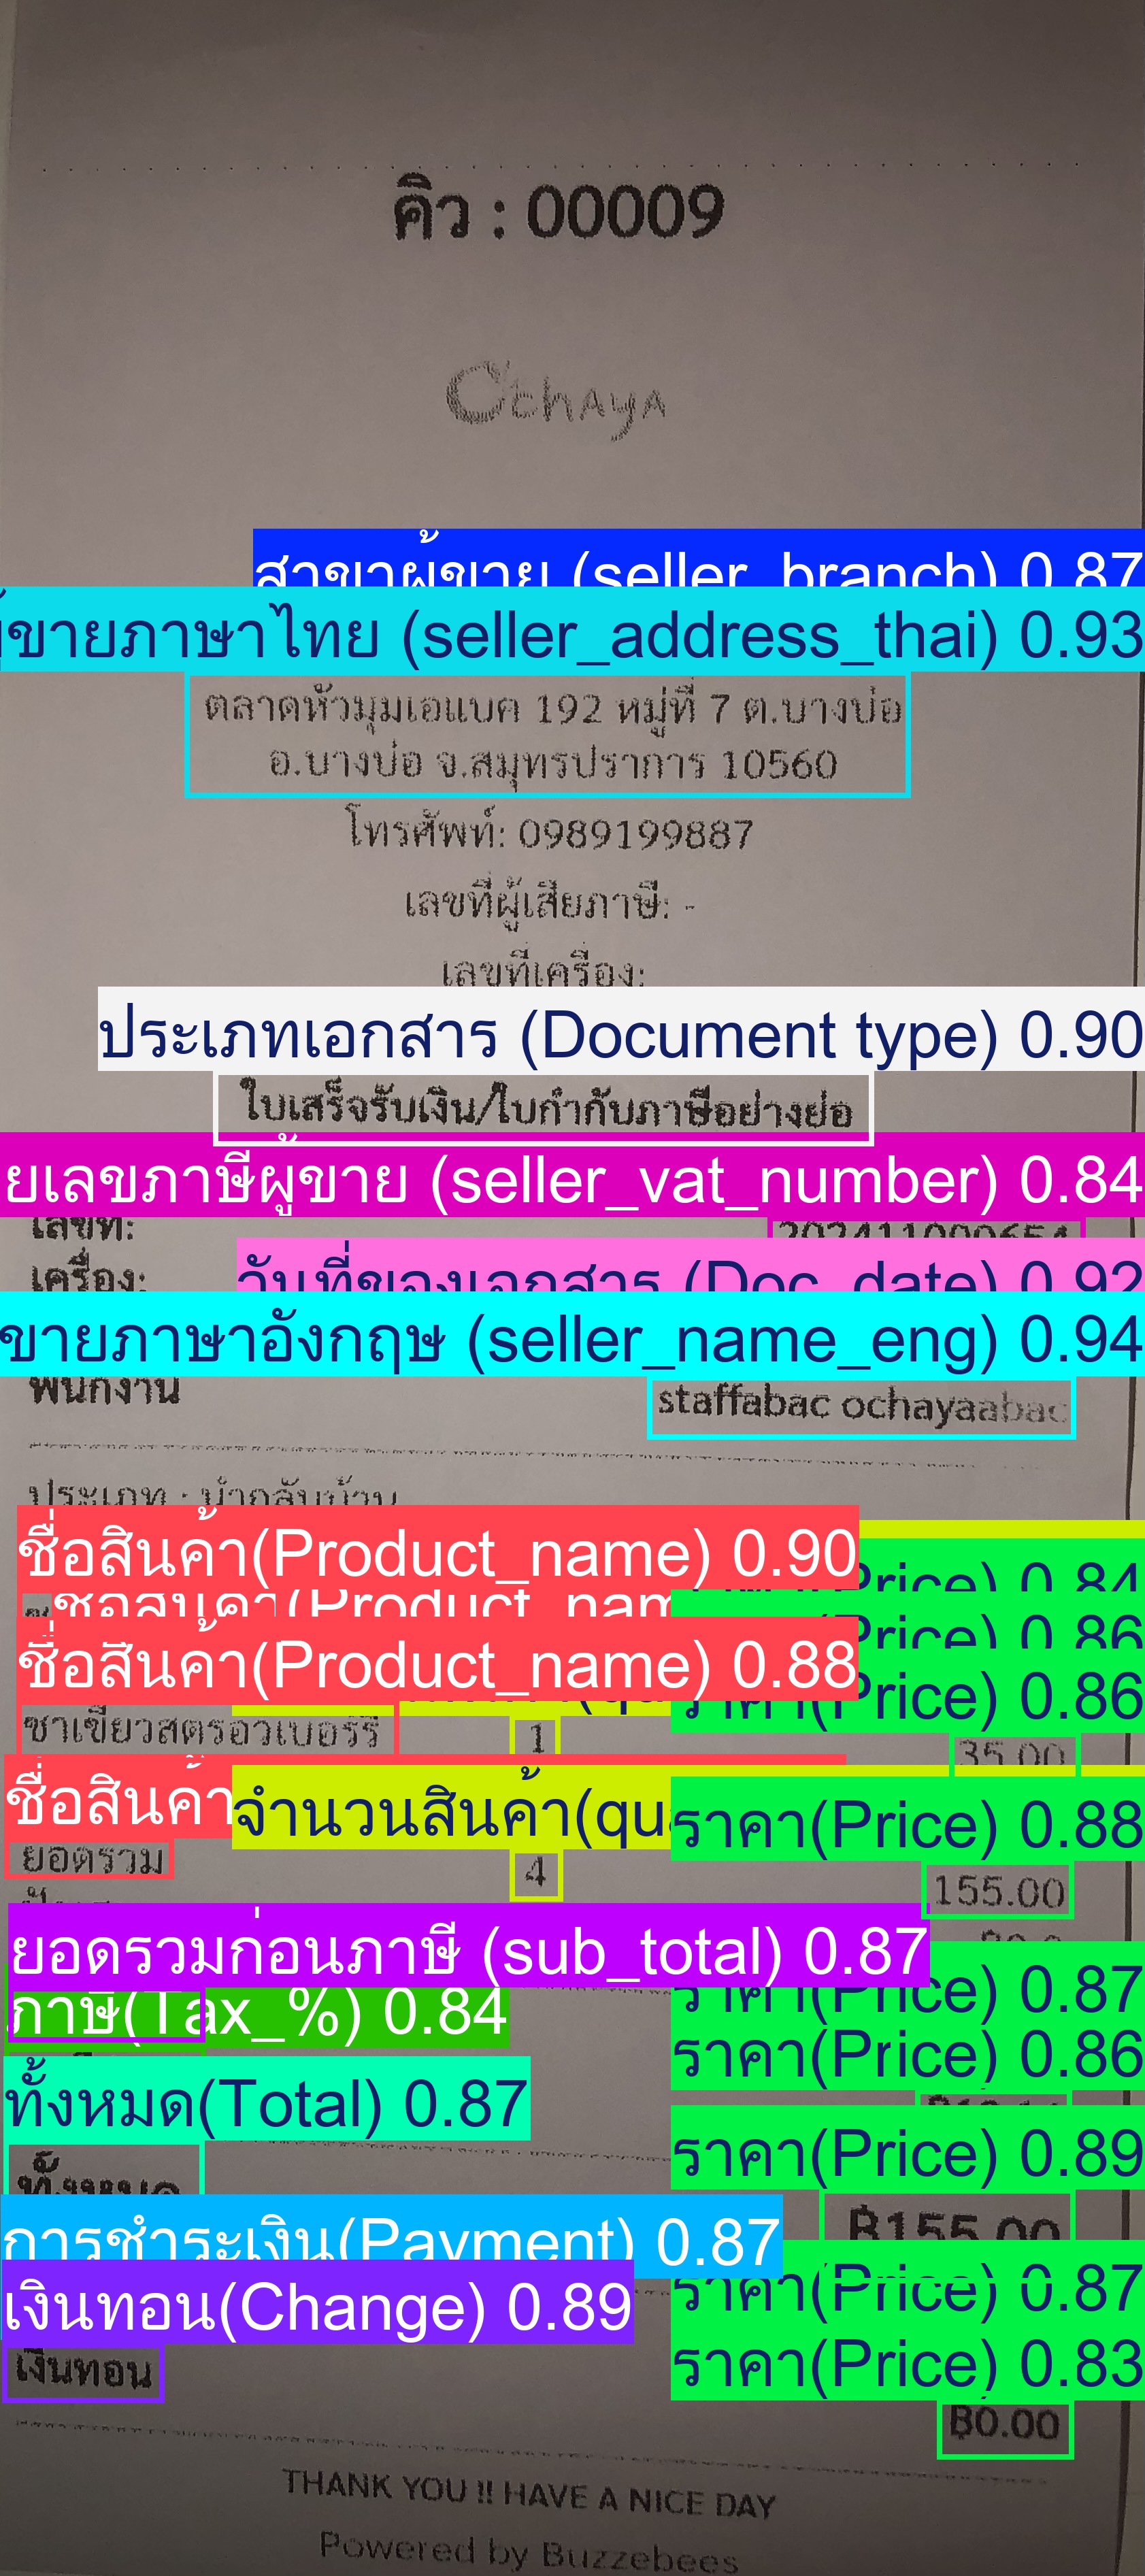 คิว : 00009
Ochaya
สาขาผู้ขาย (seller_branch) 0.87
ขายภาษาไทย (seller_address_thai) 0.93
ตลาดหัวมุมเอแบค 192 หมู่ที่ 7 ต.บางบ่อ
อ.บางบ่อ จ.สมุทรปราการ 10560
โทรศัพท์: 0989199887
เลขที่ผู้เสียภาษี: -
เลขที่เครื่อง:
ประเภทเอกสาร (Document type) 0.90
ใบเสร็จรับเงิน/ใบกำกับภาษีอย่างย่อ
ยเลขภาษีผู้ขาย (seller_vat_number) 0.84
เลขที่: 202411090654
เครื่อง: วันที่ของเอกสาร (Doc_date) 0.92
ขายภาษาอังกฤษ (seller_name_eng) 0.94
พนักงาน staffabac ochayaabac
ประเภท : นำกลับบ้าน
ชื่อสินค้า(Product_name) 0.90 Price) 0.84
ชื่อสินค้า(Product_nam Price) 0.86
ชื่อสินค้า(Product_name) 0.88 ราคา(Price) 0.86
ชาเขียวสตรอวเบอร์รี่ 1 35.00
ชื่อสินค้า จำนวนสินค้า(qu ราคา(Price) 0.88
ยอดรวม 4 155.00
ยอดรวมก่อนภาษี (sub_total) 0.87
ราคา(Price) 0.87
ภาษี(Tax_%) 0.84 ราคา(Price) 0.86
ทั้งหมด(Total) 0.87
ราคา(Price) 0.89
ทั้งหมด ฿155.00
การชำระเงิน(Payment) 0.87 ราคา(Price) 0.87
เงินทอน(Change) 0.89 ราคา(Price) 0.83
เงินทอน ฿0.00
THANK YOU !! HAVE A NICE DAY
Powered by Buzzebees